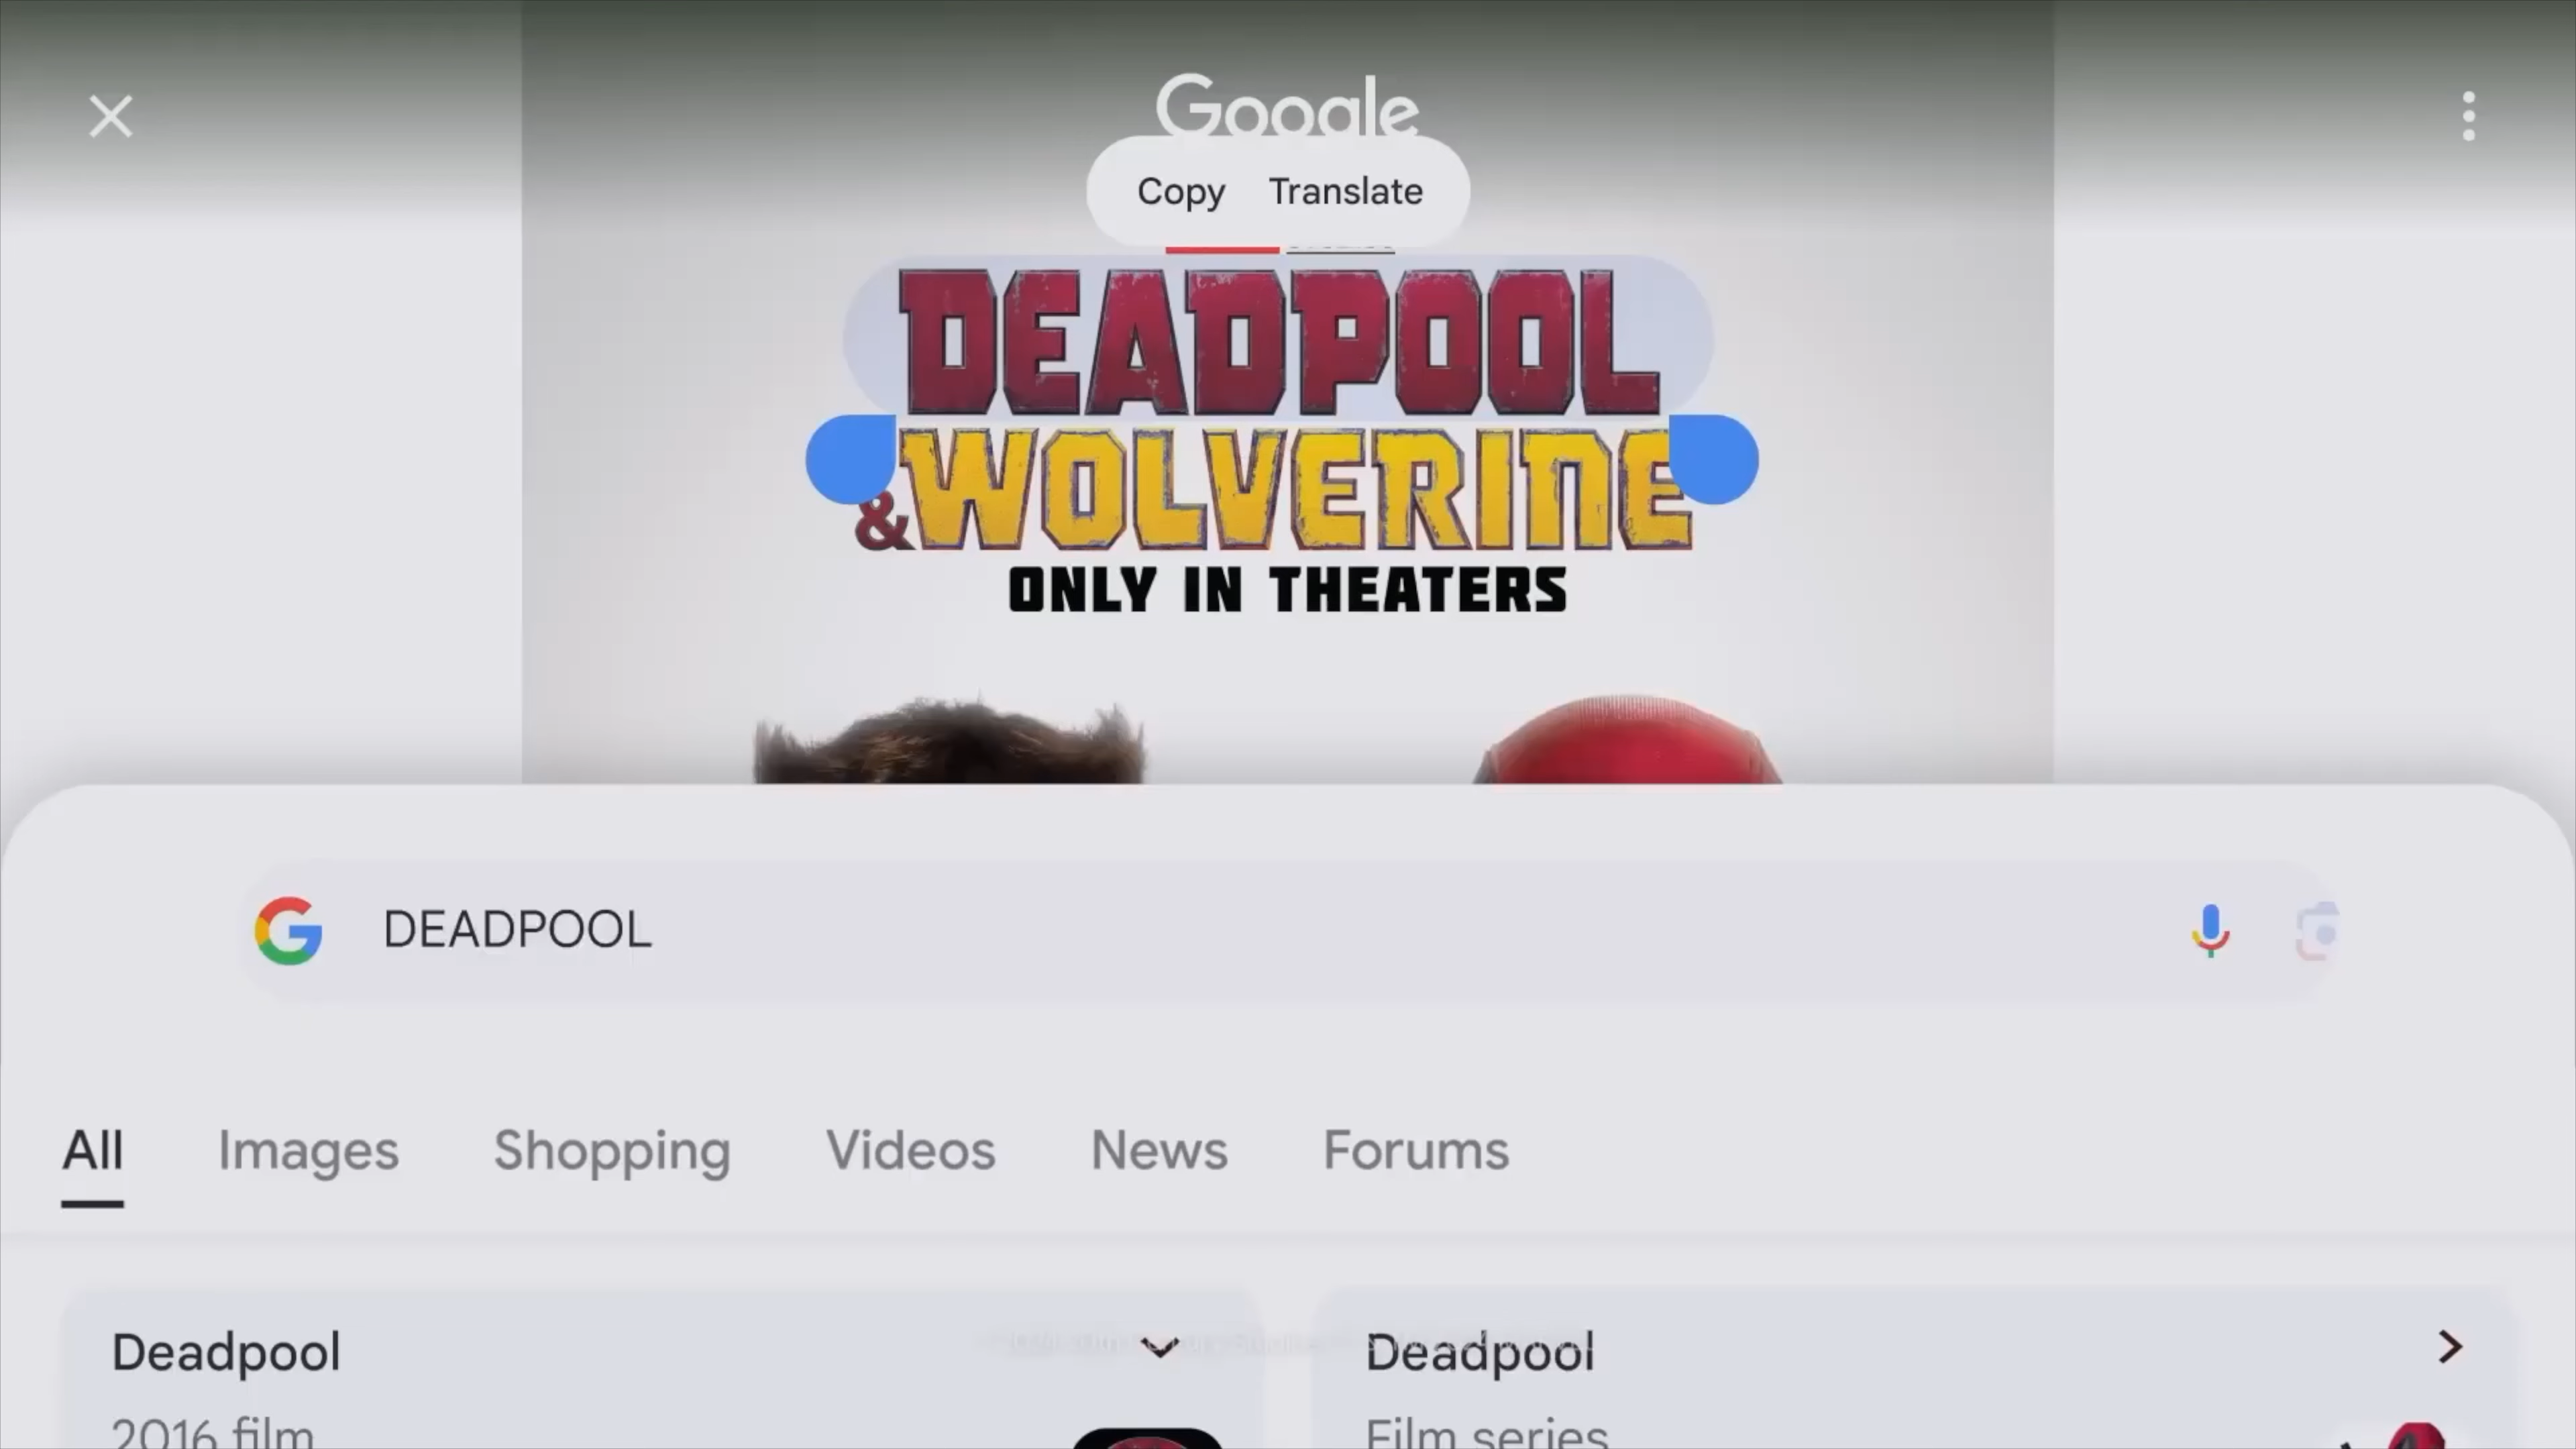 Google
Copy Translate
DEADPOOL
&WOLVERINE
ONLY IN THEATERS
DEADPOOL
All Images Shopping Videos News Forums
Deadpool
2016 film
Deadpool
Film series